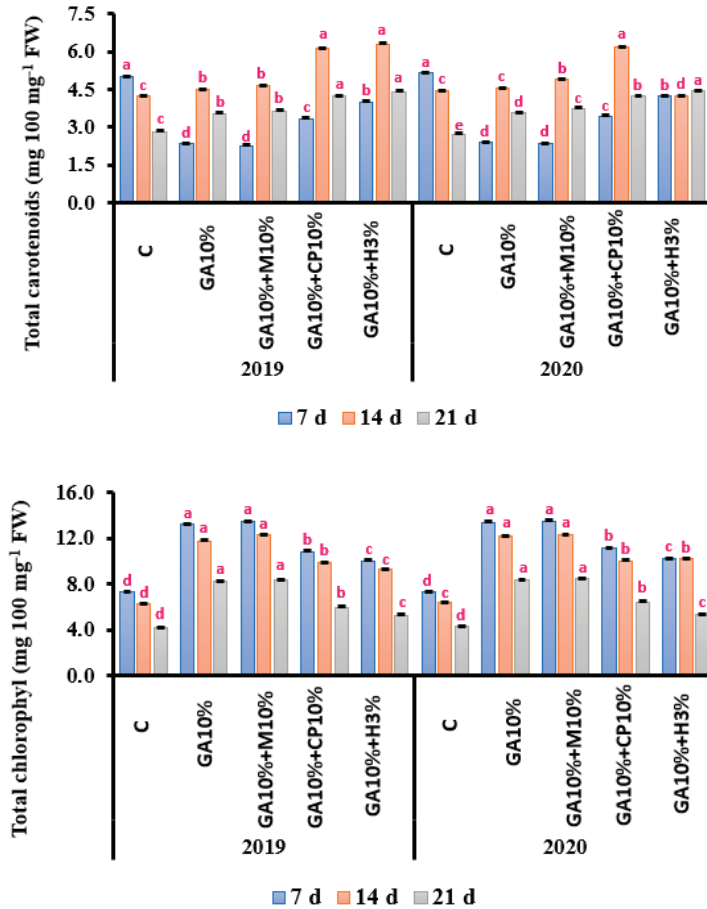 Total carotenoids (mg 100 mg-1 FW)
7.5
6.0
4.5
3.0
1.5
0.0
a c c
d b b
d b b
c a a
b a a
a c e
d c d
d b c
c a b
b d a
C
GA10%
GA10%+M10%
GA10%+CP10%
GA10%+H3%
C
GA10%
GA10%+M10%
GA10%+CP10%
GA10%+H3%
2019
2020
7 d 14 d 21 d
Total chlorophyl (mg 100 mg-1 FW)
16.0
12.0
8.0
4.0
0.0
d d d
a a a
a a a
b b b
c c c
d c d
a a a
a a a
b b b
c b c
C
GA10%
GA10%+M10%
GA10%+CP10%
GA10%+H3%
C
GA10%
GA10%+M10%
GA10%+CP10%
GA10%+H3%
2019
2020
7 d 14 d 21 d